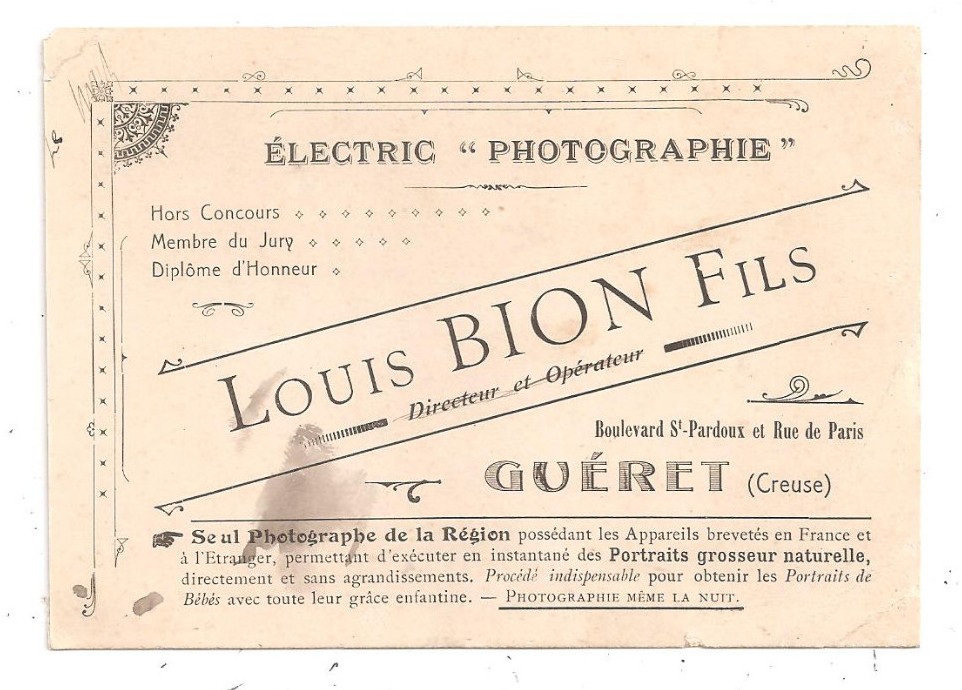 ÉLECTRIC “ PHOTOGRAPHIE ”
Hors Concours
Membre du Jury
Diplôme d'Honneur
LOUIS BION FILS
Directeur et Opérateur
Boulevard St-Pardoux et Rue de Paris
GUÉRET (Creuse)
Seul Photographe de la Région possédant les Appareils brevetés en France et
à l'Etranger, permettant d'exécuter en instantané des Portraits grosseur naturelle,
directement et sans agrandissements. Procédé indispensable pour obtenir les Portraits de
Bébés avec toute leur grâce enfantine. — PHOTOGRAPHIE MÊME LA NUIT.